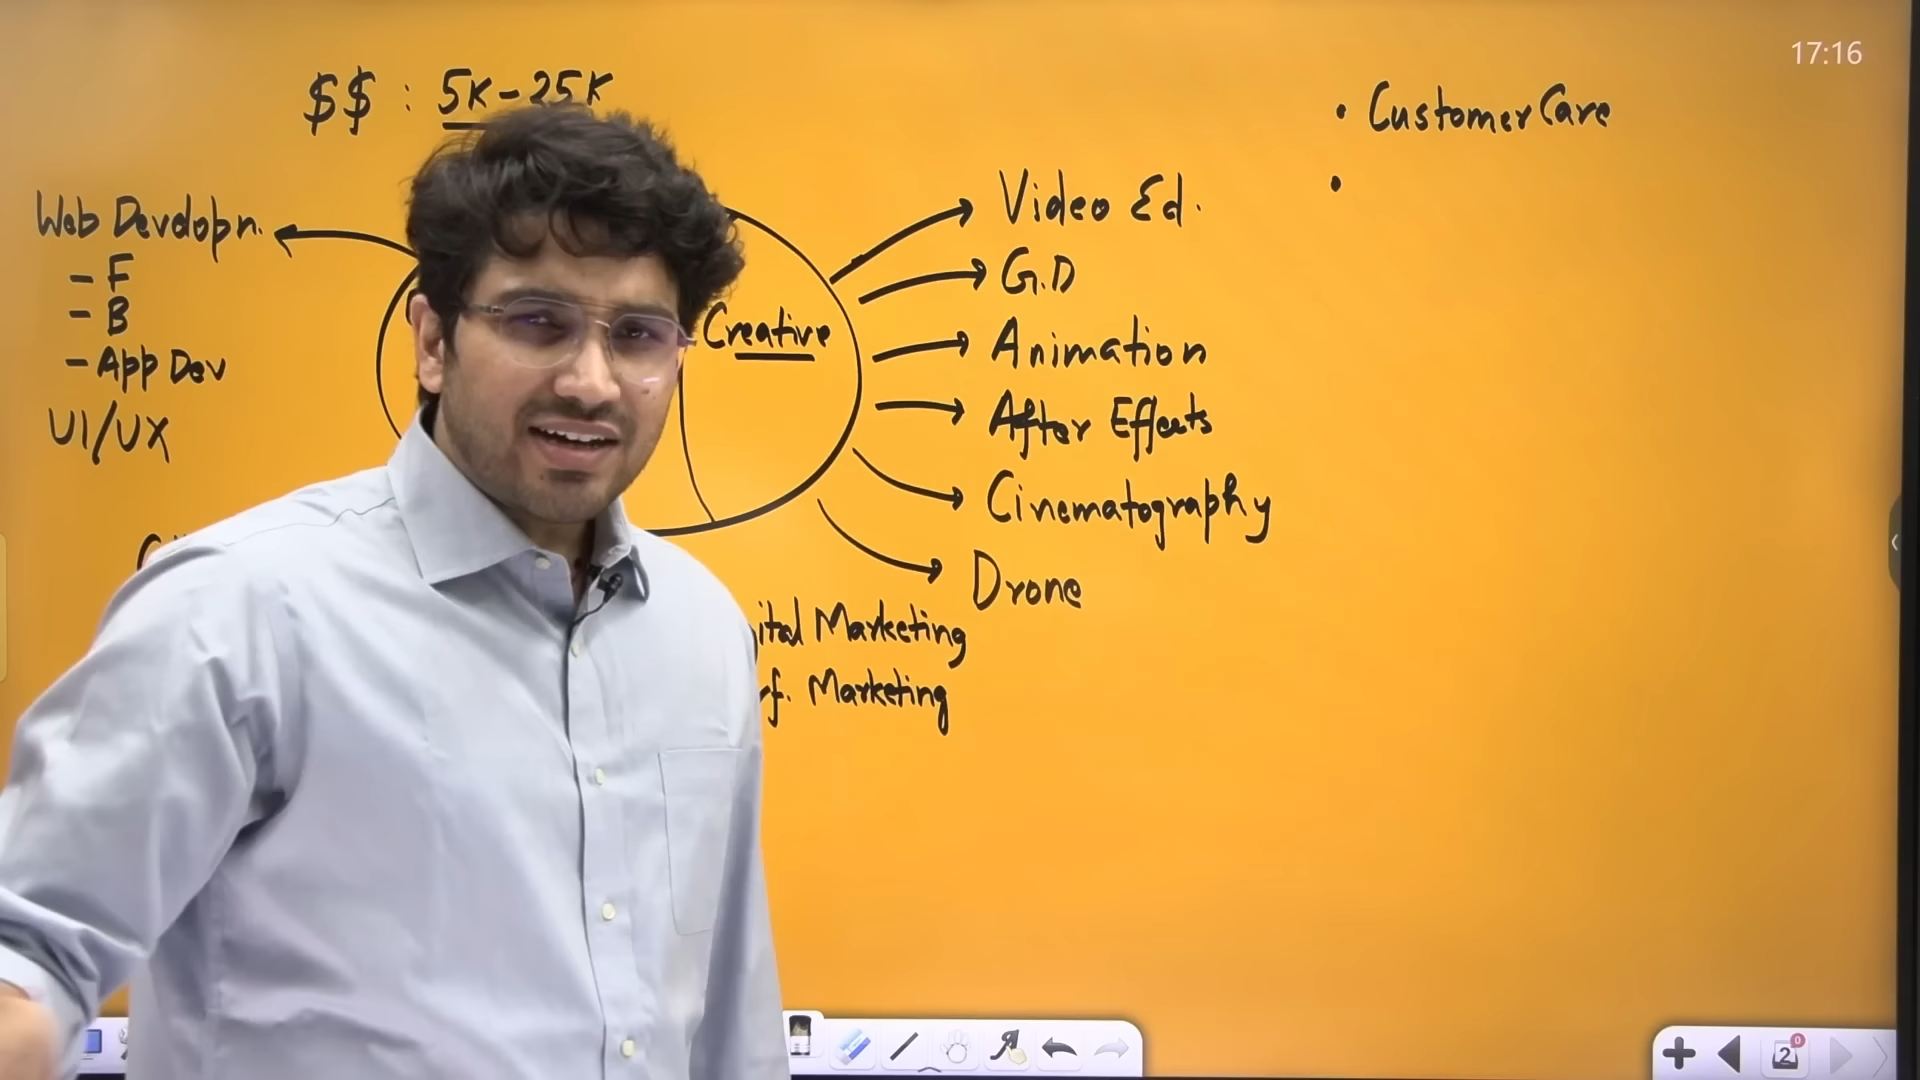 17:16
$$ : 5K-25K
• Customer Care
•
Web Devdopn.
- F
- B
- App Dev
UI/UX
Creative
Video Ed.
G.D
Animation
After Effects
Cinematography
Drone
ital Marketing
f. Marketing
2
0